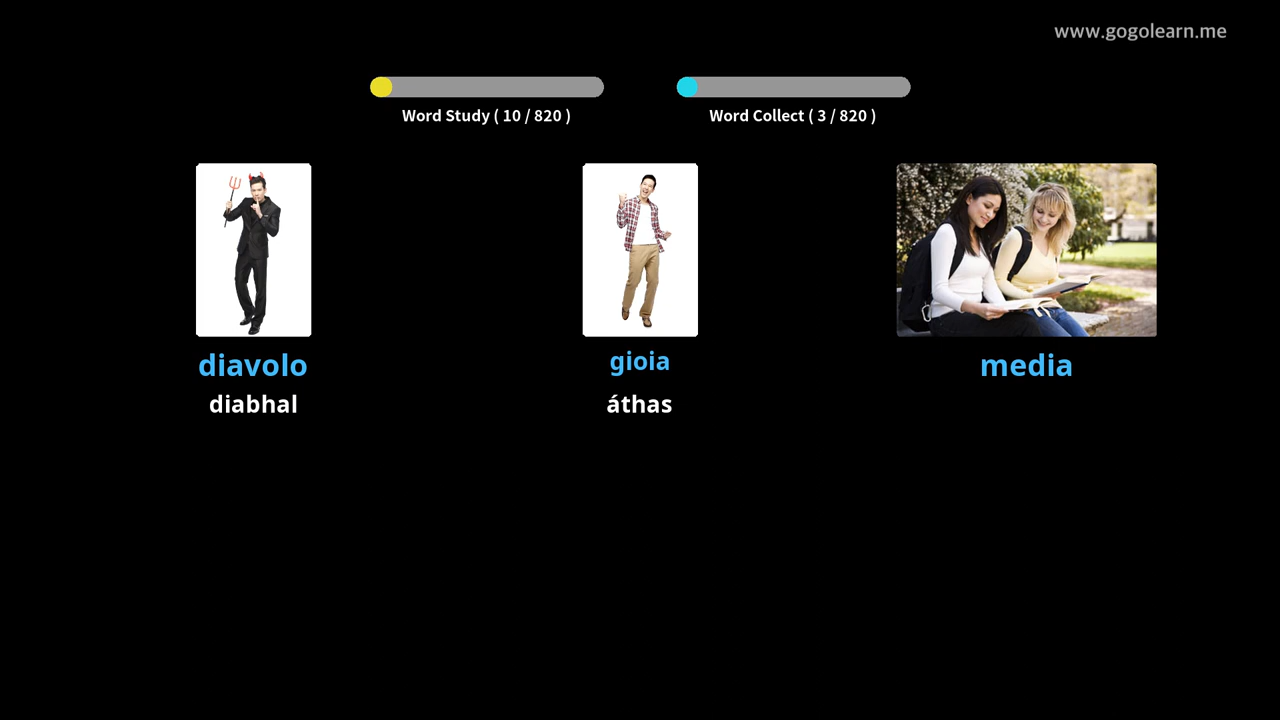 www.gogolearn.me
Word Study ( 10 / 820 )
Word Collect ( 3 / 820 )
diavolo
diabhal
gioia
áthas
media